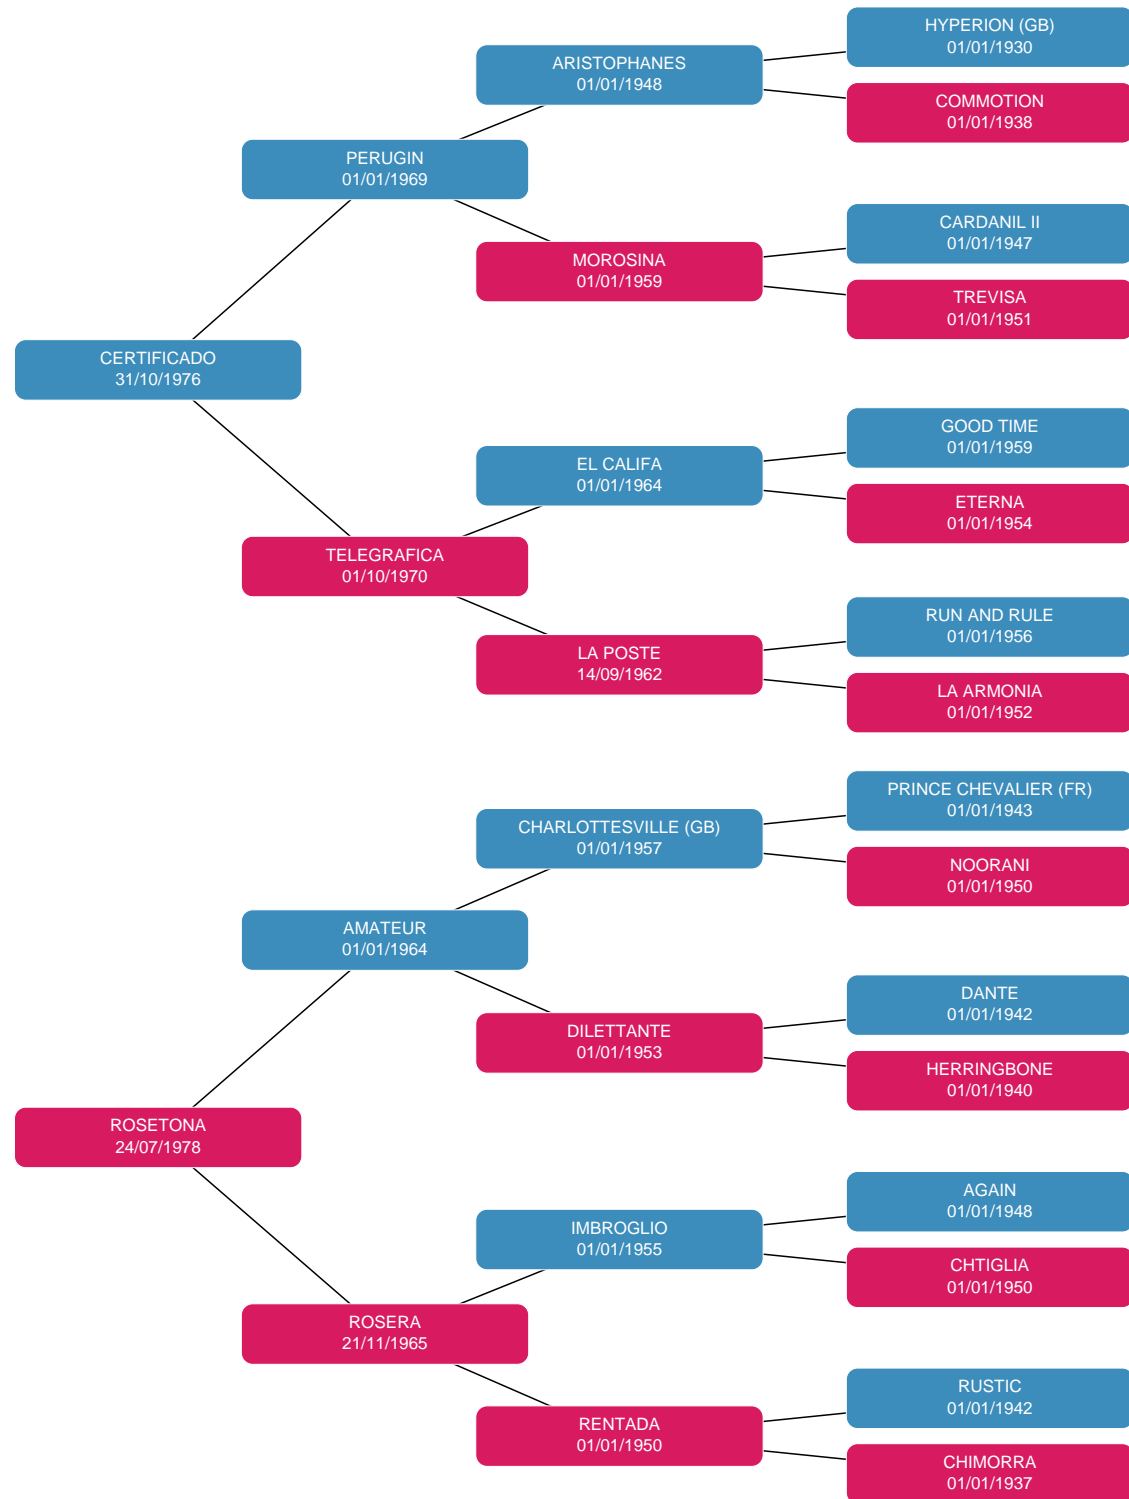 HYPERION (GB)
01/01/1930
ARISTOPHANES
01/01/1948
COMMOTION
01/01/1938
PERUGIN
01/01/1969
CARDANIL II
01/01/1947
MOROSINA
01/01/1959
TREVISA
01/01/1951
CERTIFICADO
31/10/1976
GOOD TIME
01/01/1959
EL CALIFA
01/01/1964
ETERNA
01/01/1954
TELEGRAFICA
01/10/1970
RUN AND RULE
01/01/1956
LA POSTE
14/09/1962
LA ARMONIA
01/01/1952
PRINCE CHEVALIER (FR)
01/01/1943
CHARLOTTESVILLE (GB)
01/01/1957
NOORANI
01/01/1950
AMATEUR
01/01/1964
DANTE
01/01/1942
DILETTANTE
01/01/1953
HERRINGBONE
01/01/1940
ROSETONA
24/07/1978
AGAIN
01/01/1948
IMBROGLIO
01/01/1955
CHTIGLIA
01/01/1950
ROSERA
21/11/1965
RUSTIC
01/01/1942
RENTADA
01/01/1950
CHIMORRA
01/01/1937